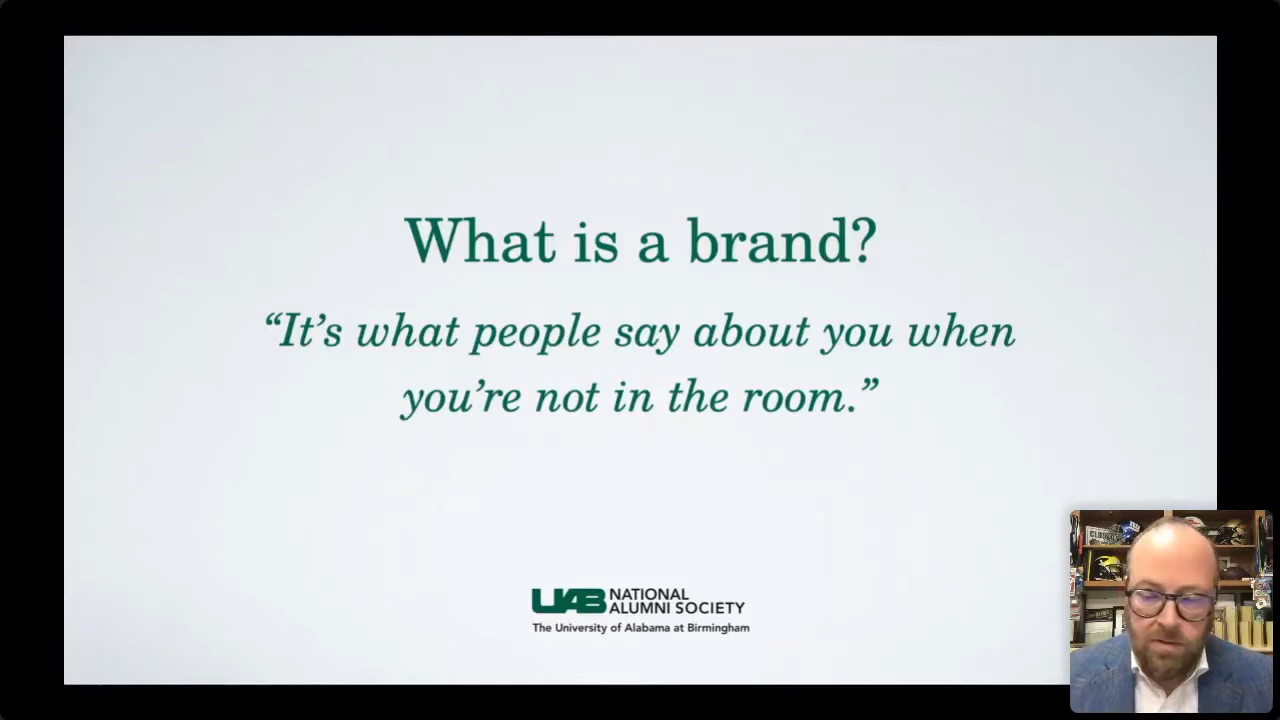 What is a brand?
“It’s what people say about you when
you’re not in the room.”
UAB NATIONAL
ALUMNI SOCIETY
The University of Alabama at Birmingham